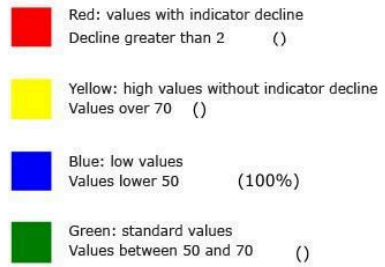 Red: values with indicator decline
Decline greater than 2 ()
Yellow: high values without indicator decline
Values over 70 ()
Blue: low values
Values lower 50 (100%)
Green: standard values
Values between 50 and 70 ()